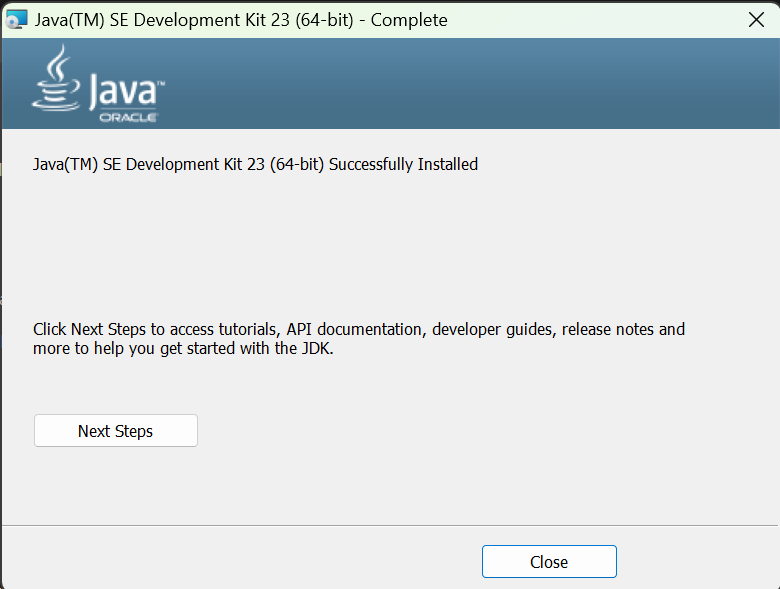 Java(TM) SE Development Kit 23 (64-bit) - Complete
Java™
ORACLE
Java(TM) SE Development Kit 23 (64-bit) Successfully Installed
Click Next Steps to access tutorials, API documentation, developer guides, release notes and
more to help you get started with the JDK.
Next Steps
Close